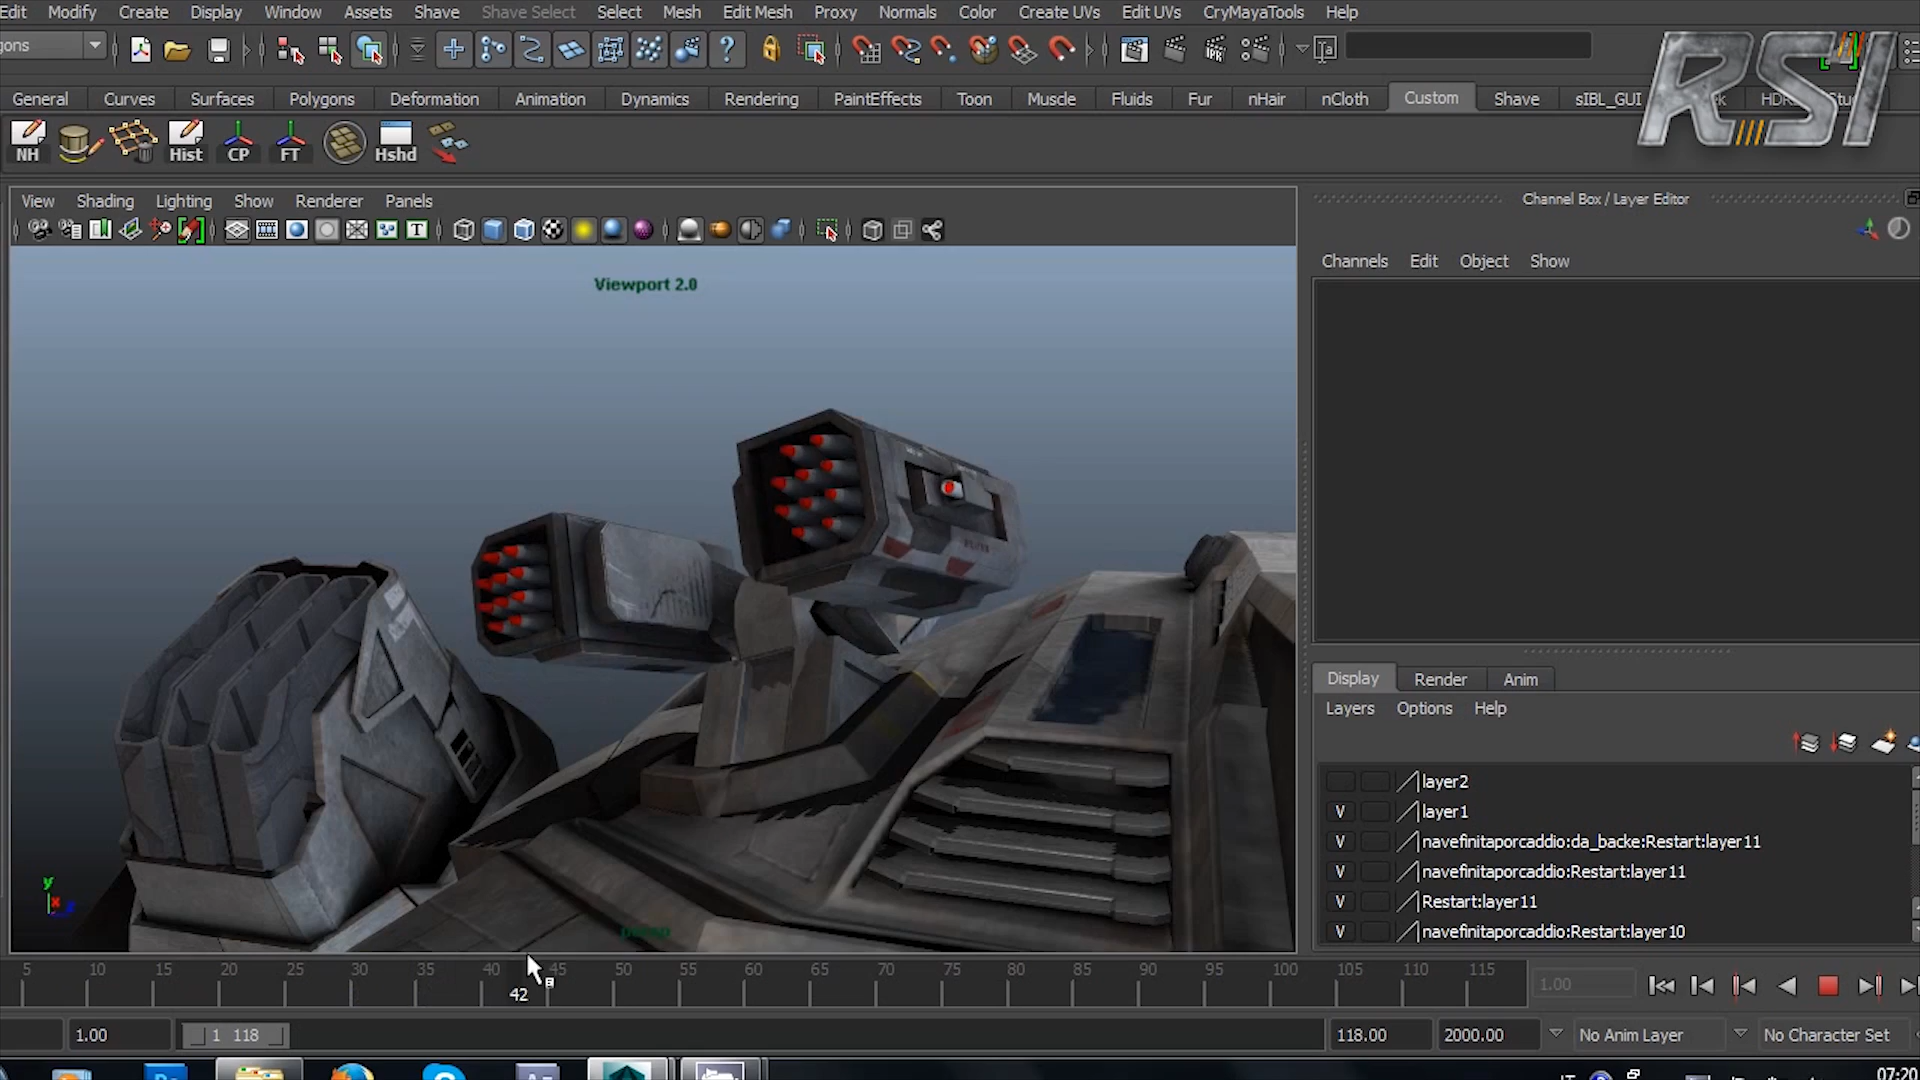 Edit Modify Create Display Window Assets Shave Shave Select Select Mesh Edit Mesh Proxy Normals Color Create UVs Edit UVs CryMayaTools Help
RSI
General Curves Surfaces Polygons Deformation Animation Dynamics Rendering PaintEffects Toon Muscle Fluids Fur nHair nCloth Custom Shave sIBL_GUI
NH Hist CP FT Hshd
View Shading Lighting Show Renderer Panels
Channel Box / Layer Editor
Channels Edit Object Show
Viewport 2.0
Display Render Anim
Layers Options Help
layer2
V layer1
V navefinitaporcaddio:da_backe:Restart:layer11
V navefinitaporcaddio:Restart:layer11
V Restart:layer11
V navefinitaporcaddio:Restart:layer10
y
x
persp
5 10 15 20 25 30 35 40 45 50 55 60 65 70 75 80 85 90 95 100 105 110 115
42
1.00
1.00 1 118 118.00 2000.00 No Anim Layer No Character Set
IT 07:20